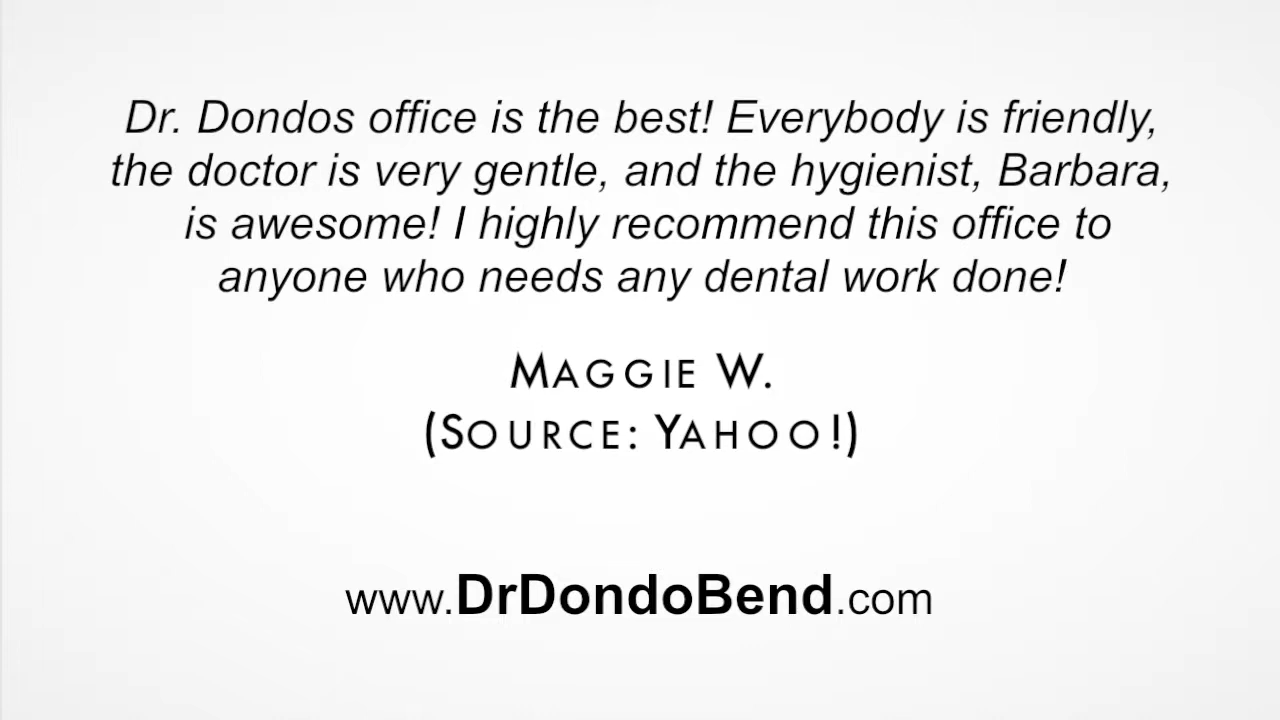 Dr. Dondos office is the best! Everybody is friendly,
the doctor is very gentle, and the hygienist, Barbara,
is awesome! I highly recommend this office to
anyone who needs any dental work done!
MAGGIE W.
(SOURCE: YAHOO!)
www.DrDondoBend.com